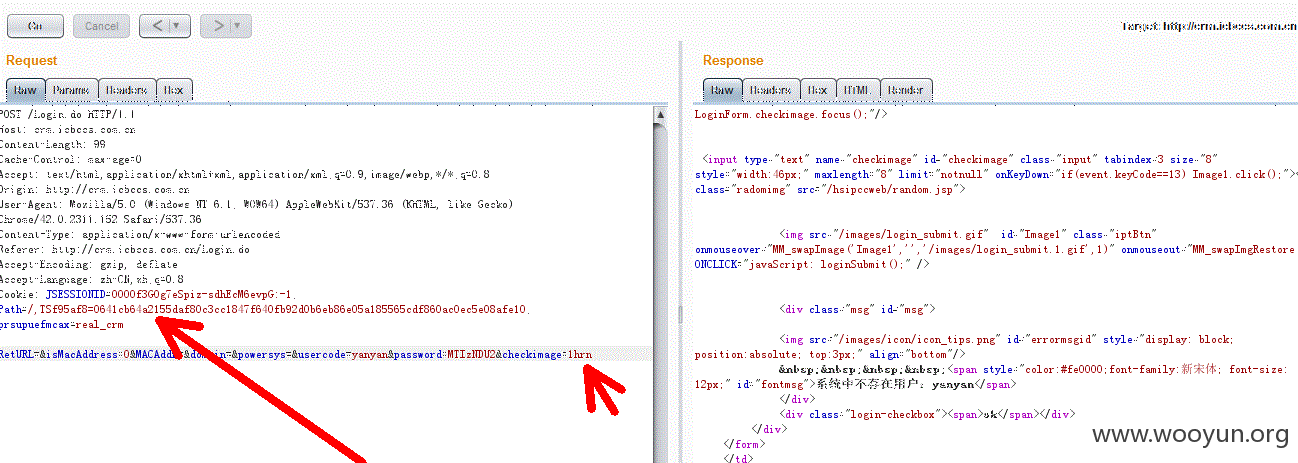 Go Cancel < >
Target: http://crm.icbccs.com.cn
Request
Raw Params Headers Hex
POST /login.do HTTP/1.1
Host: crm.icbccs.com.cn
Content-Length: 99
Cache-Control: max-age=0
Accept: text/html,application/xhtml+xml,application/xml;q=0.9,image/webp,*/*;q=0.8
Origin: http://crm.icbccs.com.cn
User-Agent: Mozilla/5.0 (Windows NT 6.1; WOW64) AppleWebKit/537.36 (KHTML, like Gecko)
Chrome/42.0.2311.152 Safari/537.36
Content-Type: application/x-www-form-urlencoded
Referer: http://crm.icbccs.com.cn/login.do
Accept-Encoding: gzip, deflate
Accept-Language: zh-CN,zh;q=0.8
Cookie:
prsupuefmcax=real_crm
RetURL=&isMacAddress=0&MACAddr=&domain=&powersys=&usercode=yanyan&password=MTIzNDU2&checkimage=1hrn
Response
Raw Headers Hex HTML Render
LoginForm.checkimage.focus();"/>
<input type="text" name="checkimage" id="checkimage" class="input" tabindex=3 size="8"
style="width:46px;" maxlength="8" limit="notnull" onKeyDown="if(event.keyCode==13) Image1.click();">
class="radomimg" src="/hsipccweb/random.jsp">
<img src="/images/login_submit.gif" id="Image1" class="iptBtn"
onmouseover="MM_swapImage('Image1','','/images/login_submit.1.gif',1)" onmouseout="MM_swapImgRestore
ONCLICK="javaScript: loginSubmit();" />
<div class="msg" id="msg">
<img src="/images/icon/icon_tips.png" id="errormsgid" style="display: block;
position:absolute; top:3px;" align="bottom"/>
&nbsp;&nbsp;&nbsp;&nbsp;<span style="color:#fe0000;font-family:新宋体; font-size:
12px;" id="fontmsg">系统中不存在用户：yanyan</span>
</div>
<div class="login-checkbox"><span>ok</span></div>
</div>
</form>
</td>
www.wooyun.org